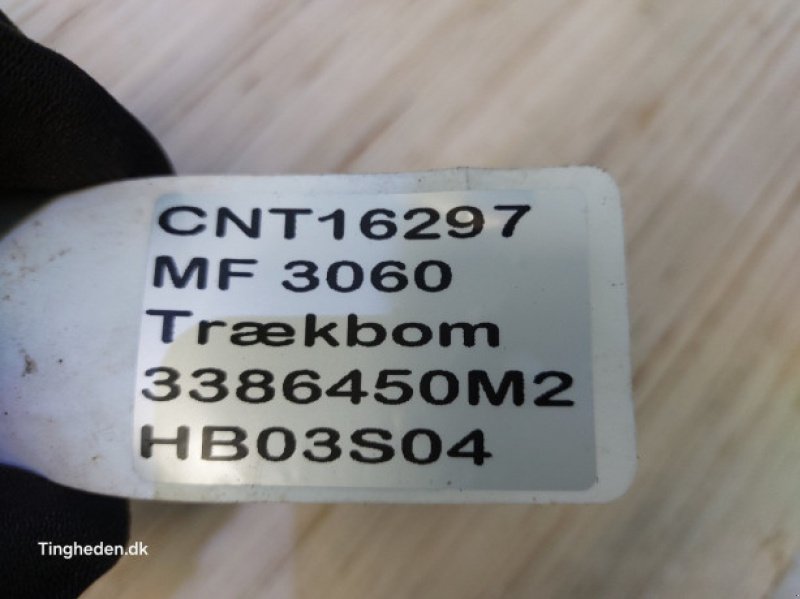 CNT16297
MF 3060
Trækbom
3386450M2
HB03S04
Tingheden.dk